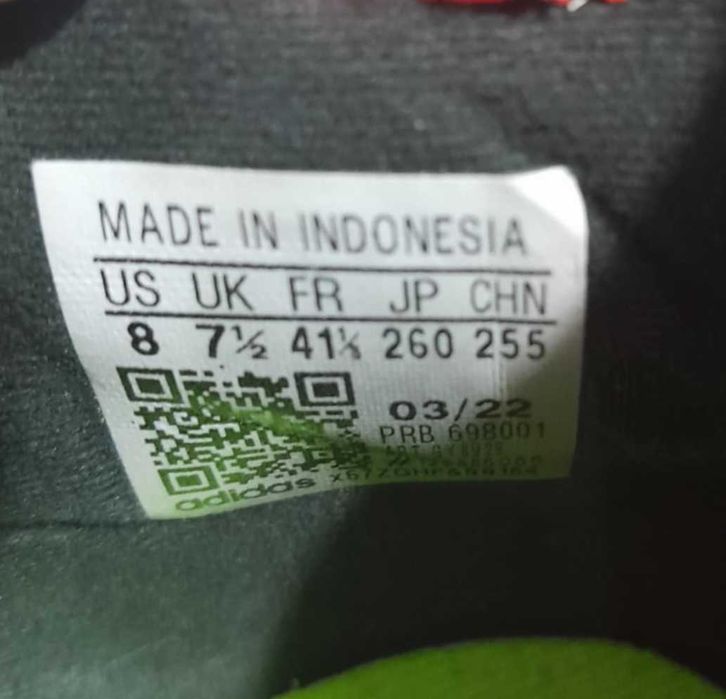 MADE IN INDONESIA
US UK FR JP CHN
8 7½ 41⅓ 260 255
03/22
PRB 698001
adidas